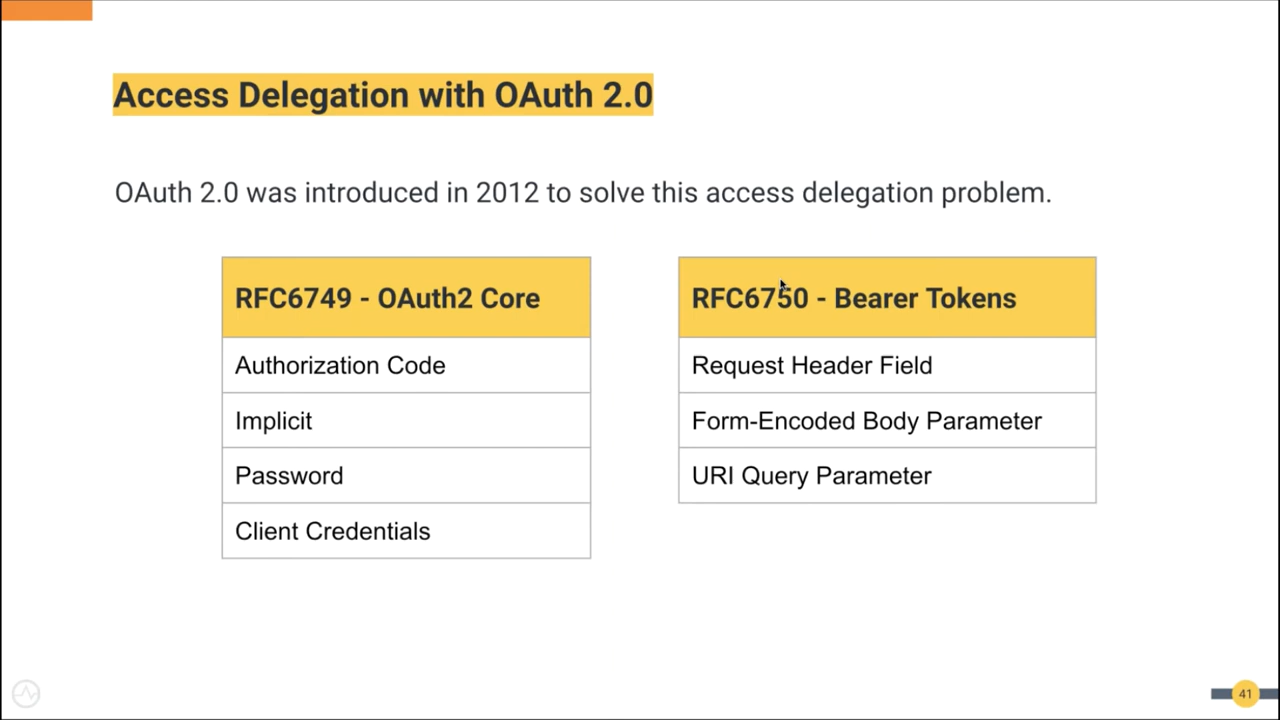 Access Delegation with OAuth 2.0
OAuth 2.0 was introduced in 2012 to solve this access delegation problem.
RFC6749 - OAuth2 Core
Authorization Code
Implicit
Password
Client Credentials
RFC6750 - Bearer Tokens
Request Header Field
Form-Encoded Body Parameter
URI Query Parameter
41